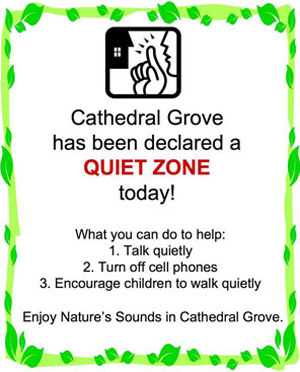 Cathedral Grove
has been declared a
QUIET ZONE
today!
What you can do to help:
1. Talk quietly
2. Turn off cell phones
3. Encourage children to walk quietly
Enjoy Nature's Sounds in Cathedral Grove.